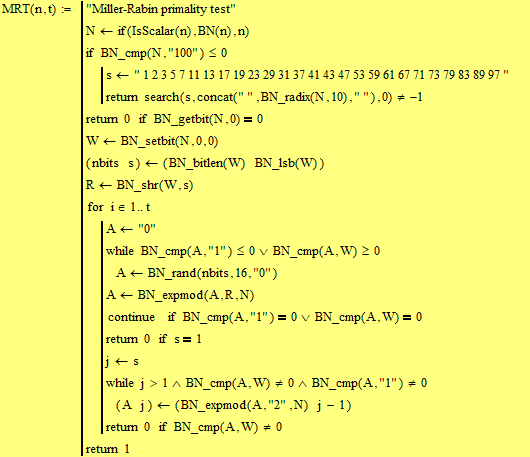 MRT(n,t) := "Miller-Rabin primality test"
N ← if(IsScalar(n),BN(n),n)
if BN_cmp(N,"100") ≤ 0
s ← " 1 2 3 5 7 11 13 17 19 23 29 31 37 41 43 47 53 59 61 67 71 73 79 83 89 97 "
return search(s,concat(" ",BN_radix(N,10)," "),0) ≠ −1
return 0 if BN_getbit(N,0) = 0
W ← BN_setbit(N,0,0)
(nbits s) ← (BN_bitlen(W) BN_lsb(W))
R ← BN_shr(W,s)
for i ∈ 1.. t
A ← "0"
while BN_cmp(A,"1") ≤ 0 ∨ BN_cmp(A,W) ≥ 0
A ← BN_rand(nbits,16,"0")
A ← BN_expmod(A,R,N)
continue if BN_cmp(A,"1") = 0 ∨ BN_cmp(A,W) = 0
return 0 if s = 1
j ← s
while j > 1 ∧ BN_cmp(A,W) ≠ 0 ∧ BN_cmp(A,"1") ≠ 0
(A j) ← (BN_expmod(A,"2",N) j − 1)
return 0 if BN_cmp(A,W) ≠ 0
return 1